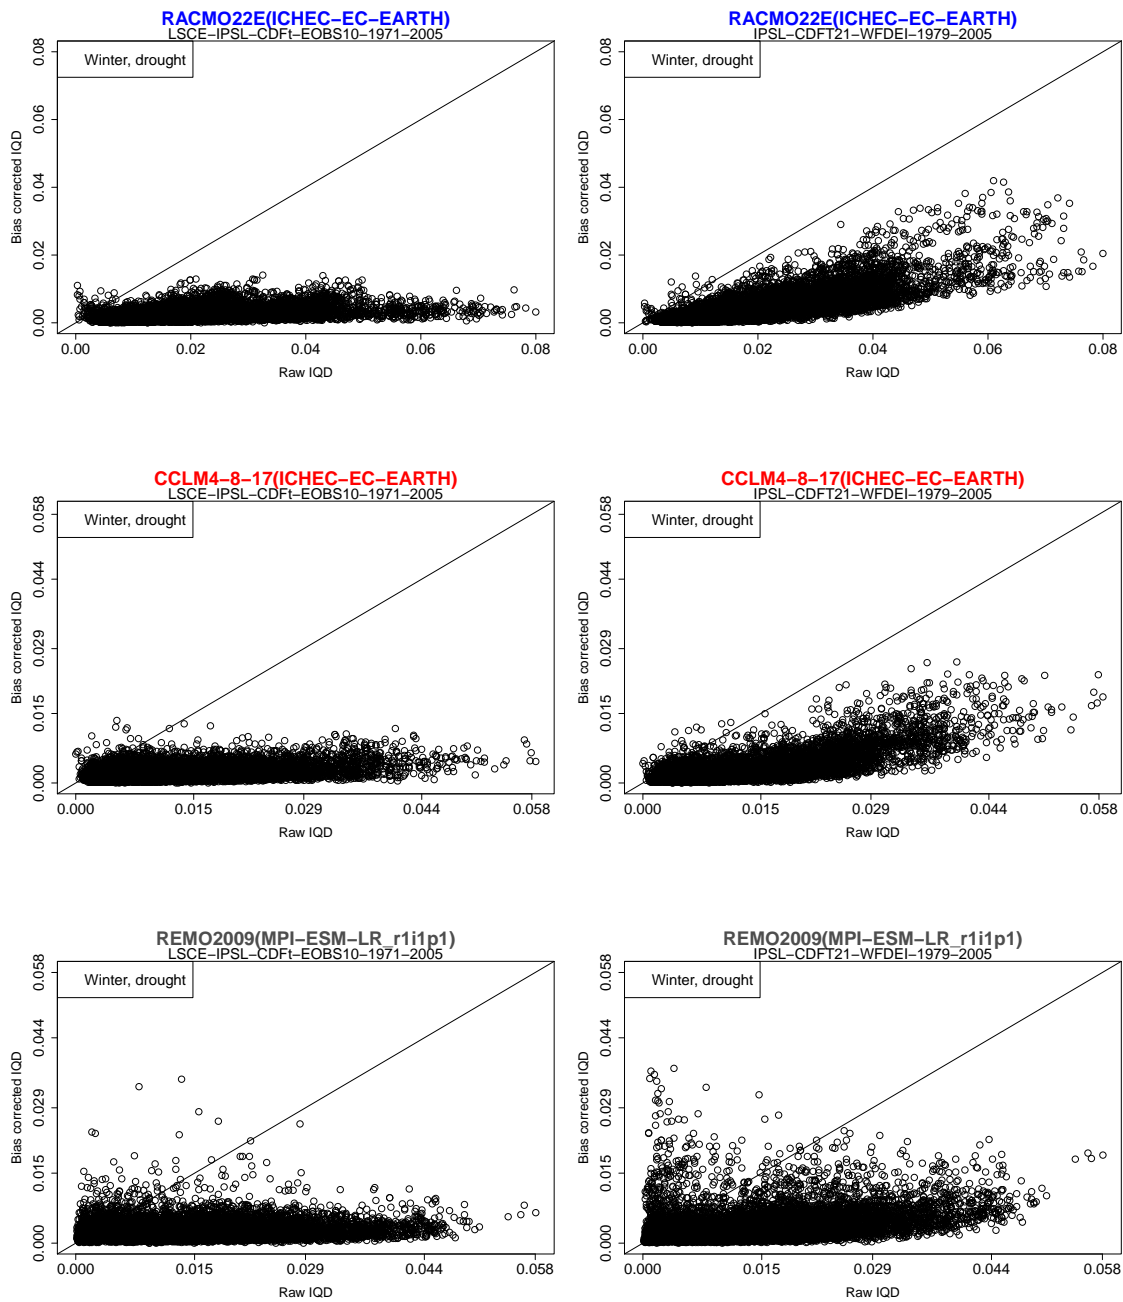 RACMO22E(ICHEC−EC−EARTH)
LSCE−IPSL−CDFt−EOBS10−1971−2005
Winter, drought
Bias corrected IQD
0.00
0.02
0.04
0.06
0.08
0.00
0.02
0.04
0.06
0.08
Raw IQD
RACMO22E(ICHEC−EC−EARTH)
IPSL−CDFT21−WFDEI−1979−2005
Winter, drought
Bias corrected IQD
0.00
0.02
0.04
0.06
0.08
0.00
0.02
0.04
0.06
0.08
Raw IQD
CCLM4−8−17(ICHEC−EC−EARTH)
LSCE−IPSL−CDFt−EOBS10−1971−2005
Winter, drought
Bias corrected IQD
0.000
0.015
0.029
0.044
0.058
0.000
0.015
0.029
0.044
0.058
Raw IQD
CCLM4−8−17(ICHEC−EC−EARTH)
IPSL−CDFT21−WFDEI−1979−2005
Winter, drought
Bias corrected IQD
0.000
0.015
0.029
0.044
0.058
0.000
0.015
0.029
0.044
0.058
Raw IQD
REMO2009(MPI−ESM−LR_r1i1p1)
LSCE−IPSL−CDFt−EOBS10−1971−2005
Winter, drought
Bias corrected IQD
0.000
0.015
0.029
0.044
0.058
0.000
0.015
0.029
0.044
0.058
Raw IQD
REMO2009(MPI−ESM−LR_r1i1p1)
IPSL−CDFT21−WFDEI−1979−2005
Winter, drought
Bias corrected IQD
0.000
0.015
0.029
0.044
0.058
0.000
0.015
0.029
0.044
0.058
Raw IQD